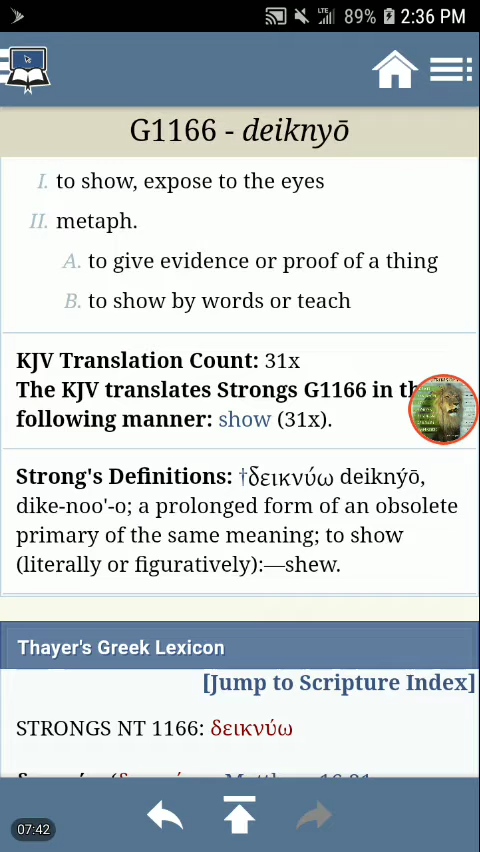 LTE 89% 2:36 PM
G1166 - deiknyō
I. to show, expose to the eyes
II. metaph.
A. to give evidence or proof of a thing
B. to show by words or teach
KJV Translation Count: 31x
The KJV translates Strongs G1166 in
following manner: show (31x).
Strong's Definitions: †δεικνύω deiknýō,
dike-noo'-o; a prolonged form of an obsolete
primary of the same meaning; to show
(literally or figuratively):—shew.
Thayer's Greek Lexicon
[Jump to Scripture Index]
STRONGS NT 1166: δεικνύω
07:42